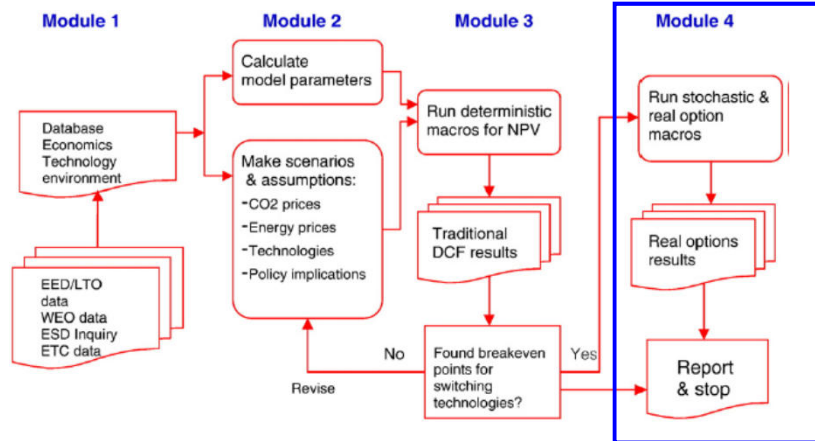 Module 1
Module 2
Module 3
Module 4
Database
Economics
Technology
environment
EED/LTO
data
WEO data
ESD Inquiry
ETC data
Calculate
model parameters
Make scenarios
& assumptions:
-CO2 prices
-Energy prices
-Technologies
-Policy implications
No
Revise
Run deterministic
macros for NPV
Traditional
DCF results
Found breakeven
points for
switching
technologies?
Yes
Run stochastic &
real option
macros
Real options
results
Report
& stop